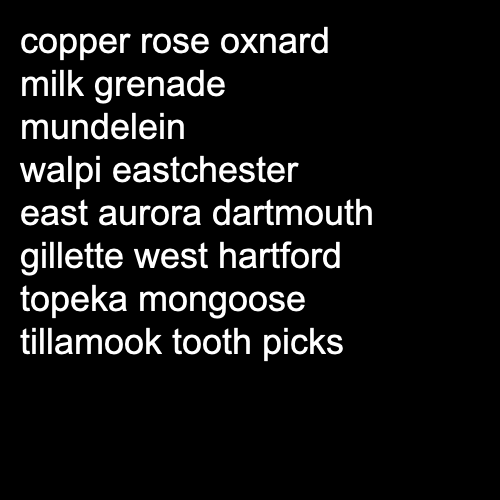 copper rose oxnard
milk grenade
mundelein
walpi eastchester
east aurora dartmouth
gillette west hartford
topeka mongoose
tillamook tooth picks